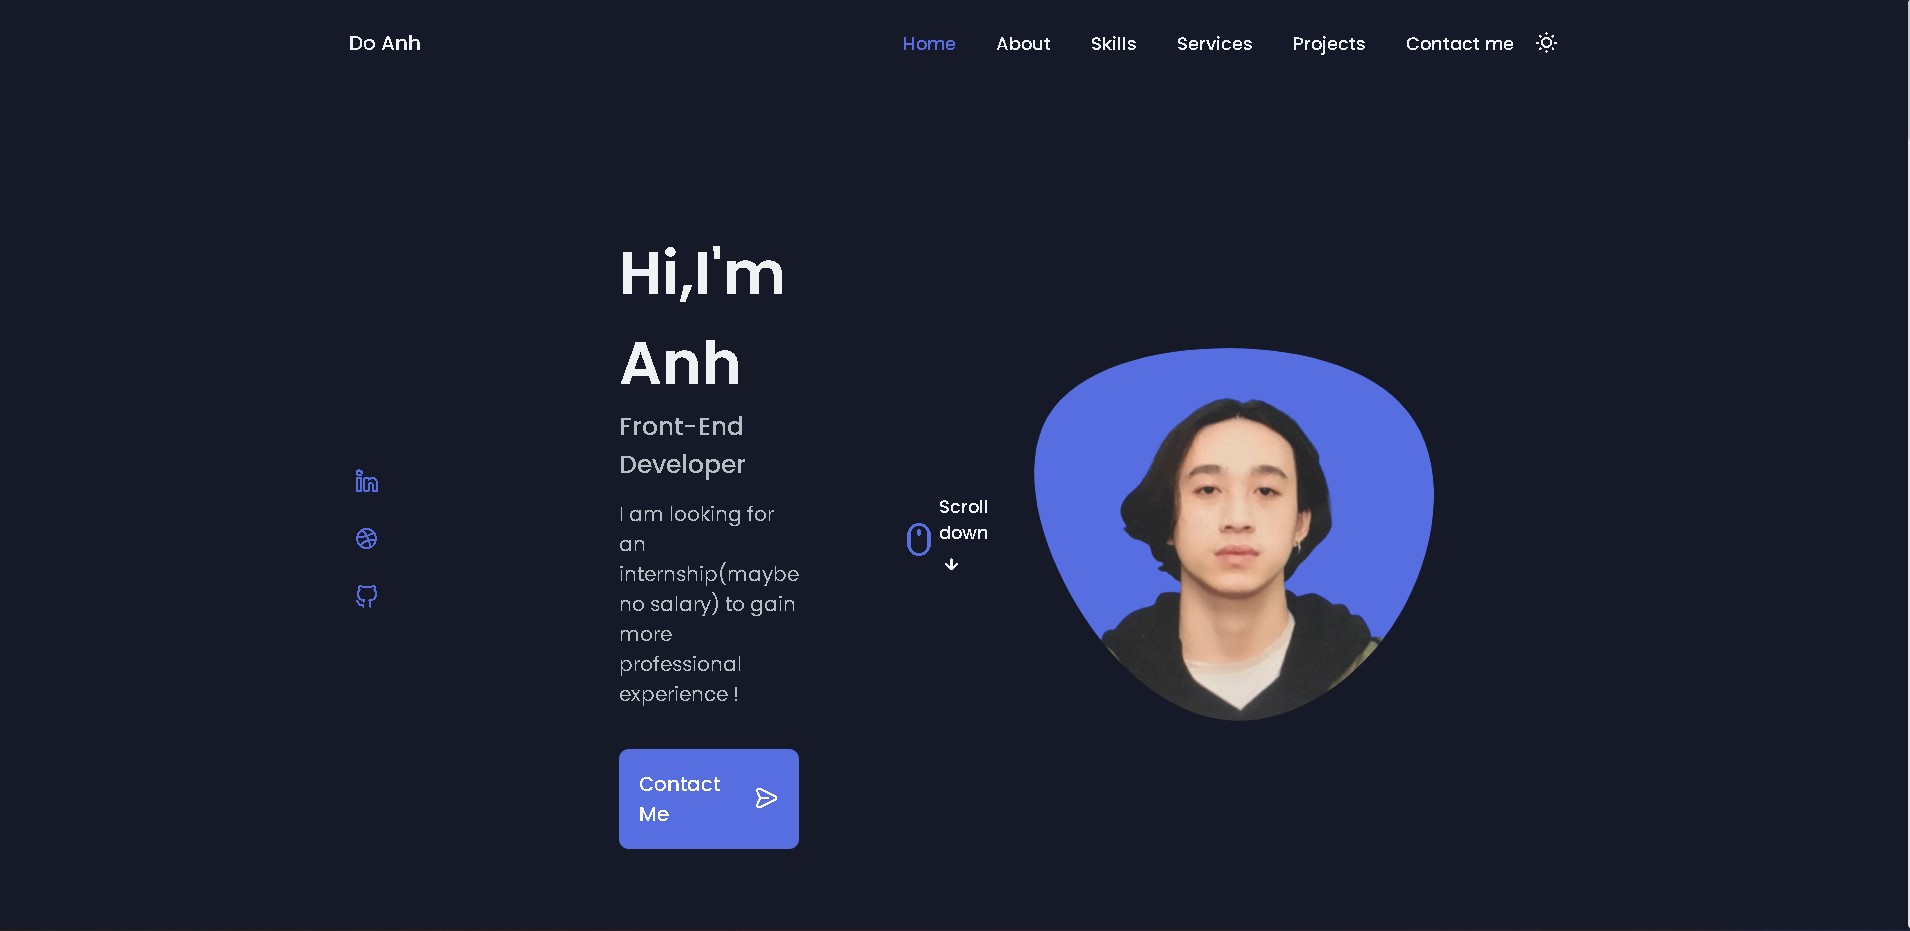 Do Anh
Home About Skills Services Projects Contact me
Hi,I'm
Anh
Front-End
Developer
I am looking for
an
internship(maybe
no salary) to gain
more
professional
experience !
Contact
Me
Scroll
down